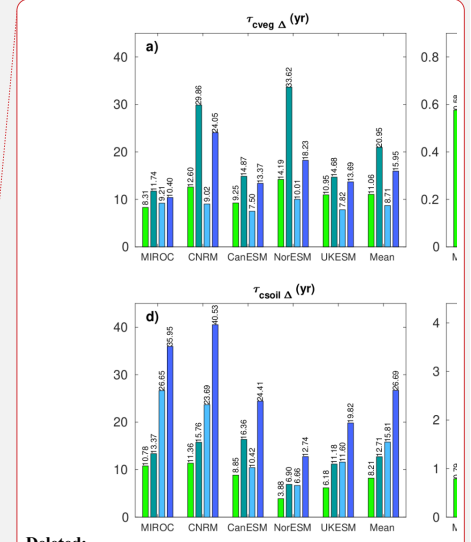 τcveg Δ (yr)
a)
40
30
20
10
0
8.31 11.74 9.21 10.40
12.60 29.86 9.02 24.05
9.25 14.87 7.50 13.37
14.19 33.62 10.01 18.23
10.95 14.68 7.82 13.69
11.06 20.95 8.71 15.95
MIROC CNRM CanESM NorESM UKESM Mean
0.8
0.6
0.4
0.2
0
τcsoil Δ (yr)
d)
40
30
20
10
0
10.78 13.37 26.65 35.95
11.36 15.76 23.69 40.53
8.85 16.36 10.42 24.41
3.88 6.90 6.66 12.74
6.18 11.18 11.60 19.82
8.21 12.71 15.81 26.69
MIROC CNRM CanESM NorESM UKESM Mean
4
3
2
1
0
Deleted: